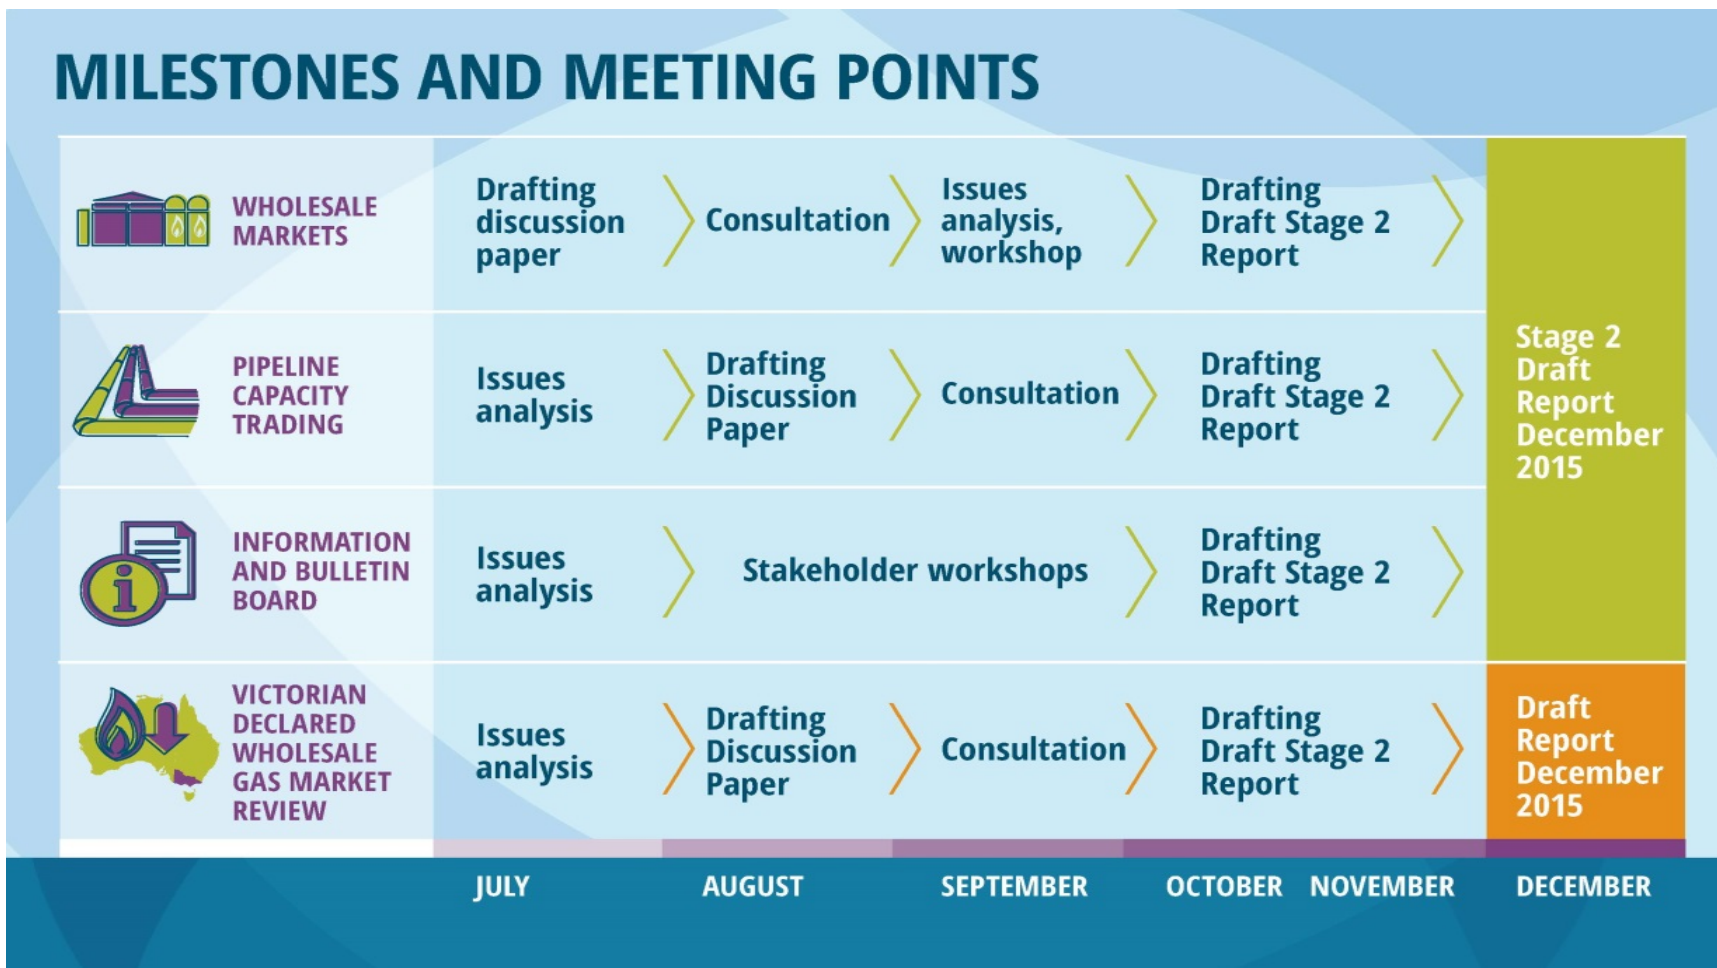 MILESTONES AND MEETING POINTS
WHOLESALE
MARKETS
Drafting
discussion
paper
Consultation
Issues
analysis,
workshop
Drafting
Draft Stage 2
Report
PIPELINE
CAPACITY
TRADING
Issues
analysis
Drafting
Discussion
Paper
Consultation
Drafting
Draft Stage 2
Report
Stage 2
Draft
Report
December
2015
INFORMATION
AND BULLETIN
BOARD
Issues
analysis
Stakeholder workshops
Drafting
Draft Stage 2
Report
VICTORIAN
DECLARED
WHOLESALE
GAS MARKET
REVIEW
Issues
analysis
Drafting
Discussion
Paper
Consultation
Drafting
Draft Stage 2
Report
Draft
Report
December
2015
JULY
AUGUST
SEPTEMBER
OCTOBER
NOVEMBER
DECEMBER